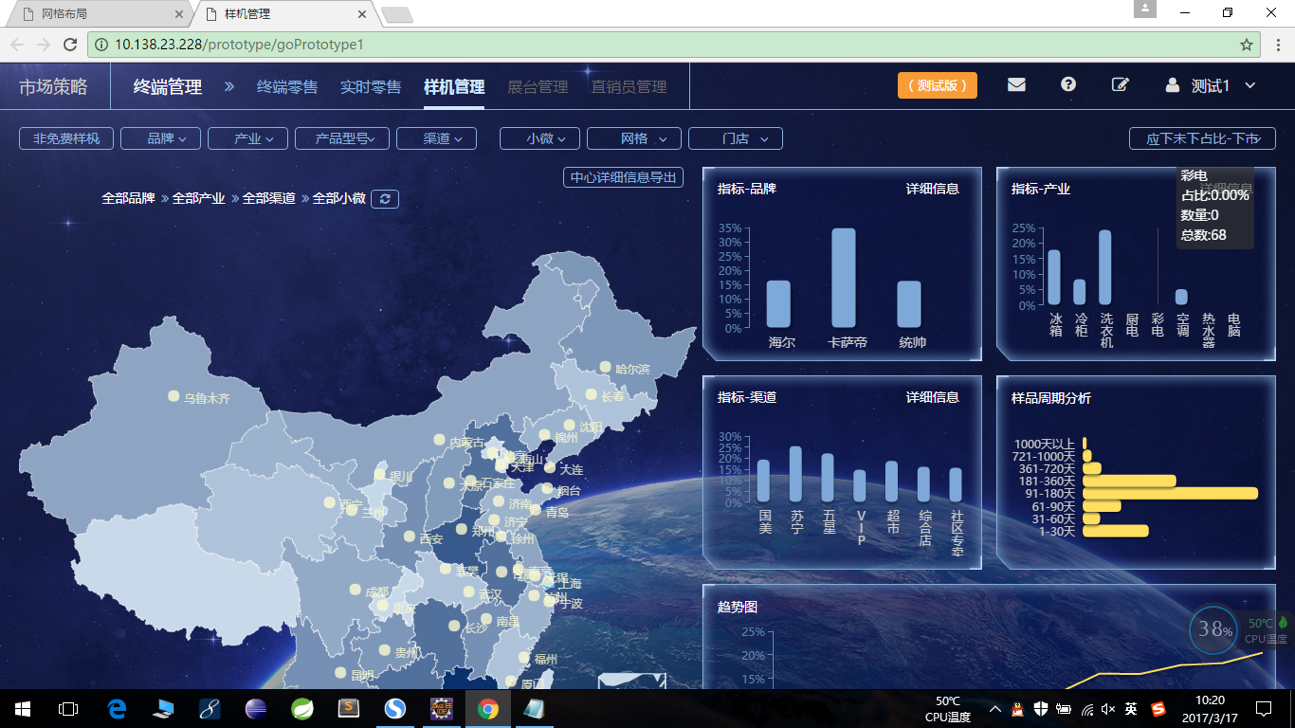 网格布局
样机管理
10.138.23.228/prototype/goPrototype1
市场策略
终端管理 » 终端零售 实时零售 样机管理 展台管理 直销员管理
( 测试版 )
测试1
非免费样机 品牌 产业 产品型号 渠道 小微 网格 门店
应下未下占比-下市
中心详细信息导出
全部品牌 » 全部产业 » 全部渠道 » 全部小微
指标-品牌 详细信息
35%
30%
25%
20%
15%
10%
5%
0%
海尔 卡萨帝 统帅
指标-产业 详细信息
彩电
占比:0.00%
数量:0
总数:68
25%
20%
15%
10%
5%
0%
冰箱 冷柜 洗衣机 厨电 彩电 空调 热水器 电脑
指标-渠道 详细信息
30%
25%
20%
15%
10%
5%
0%
国美 苏宁 五星 VIP 超市 综合店 社区专卖
样品周期分析
1000天以上
721-1000天
361-720天
181-360天
91-180天
61-90天
31-60天
1-30天
趋势图
25%
20%
15%
哈尔滨
乌鲁木齐
长春
沈阳
锦州
内蒙古
大连
天津
银川
太原
石家庄
烟台
西宁
兰州
济南
青岛
济宁
郑州
徐州
西安
南京
无锡
上海
成都
武汉
宁波
重庆
南昌
长沙
贵州
福州
昆明
厦门
38%
50℃
CPU温度
50℃
CPU温度
英
10:20
2017/3/17